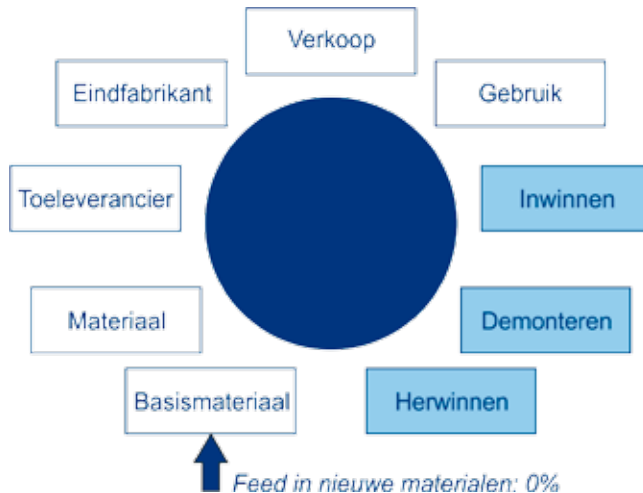 Verkoop
Eindfabrikant
Gebruik
Toeleverancier
Inwinnen
Materiaal
Demonteren
Basismateriaal
Herwinnen
Feed in nieuwe materialen: 0%